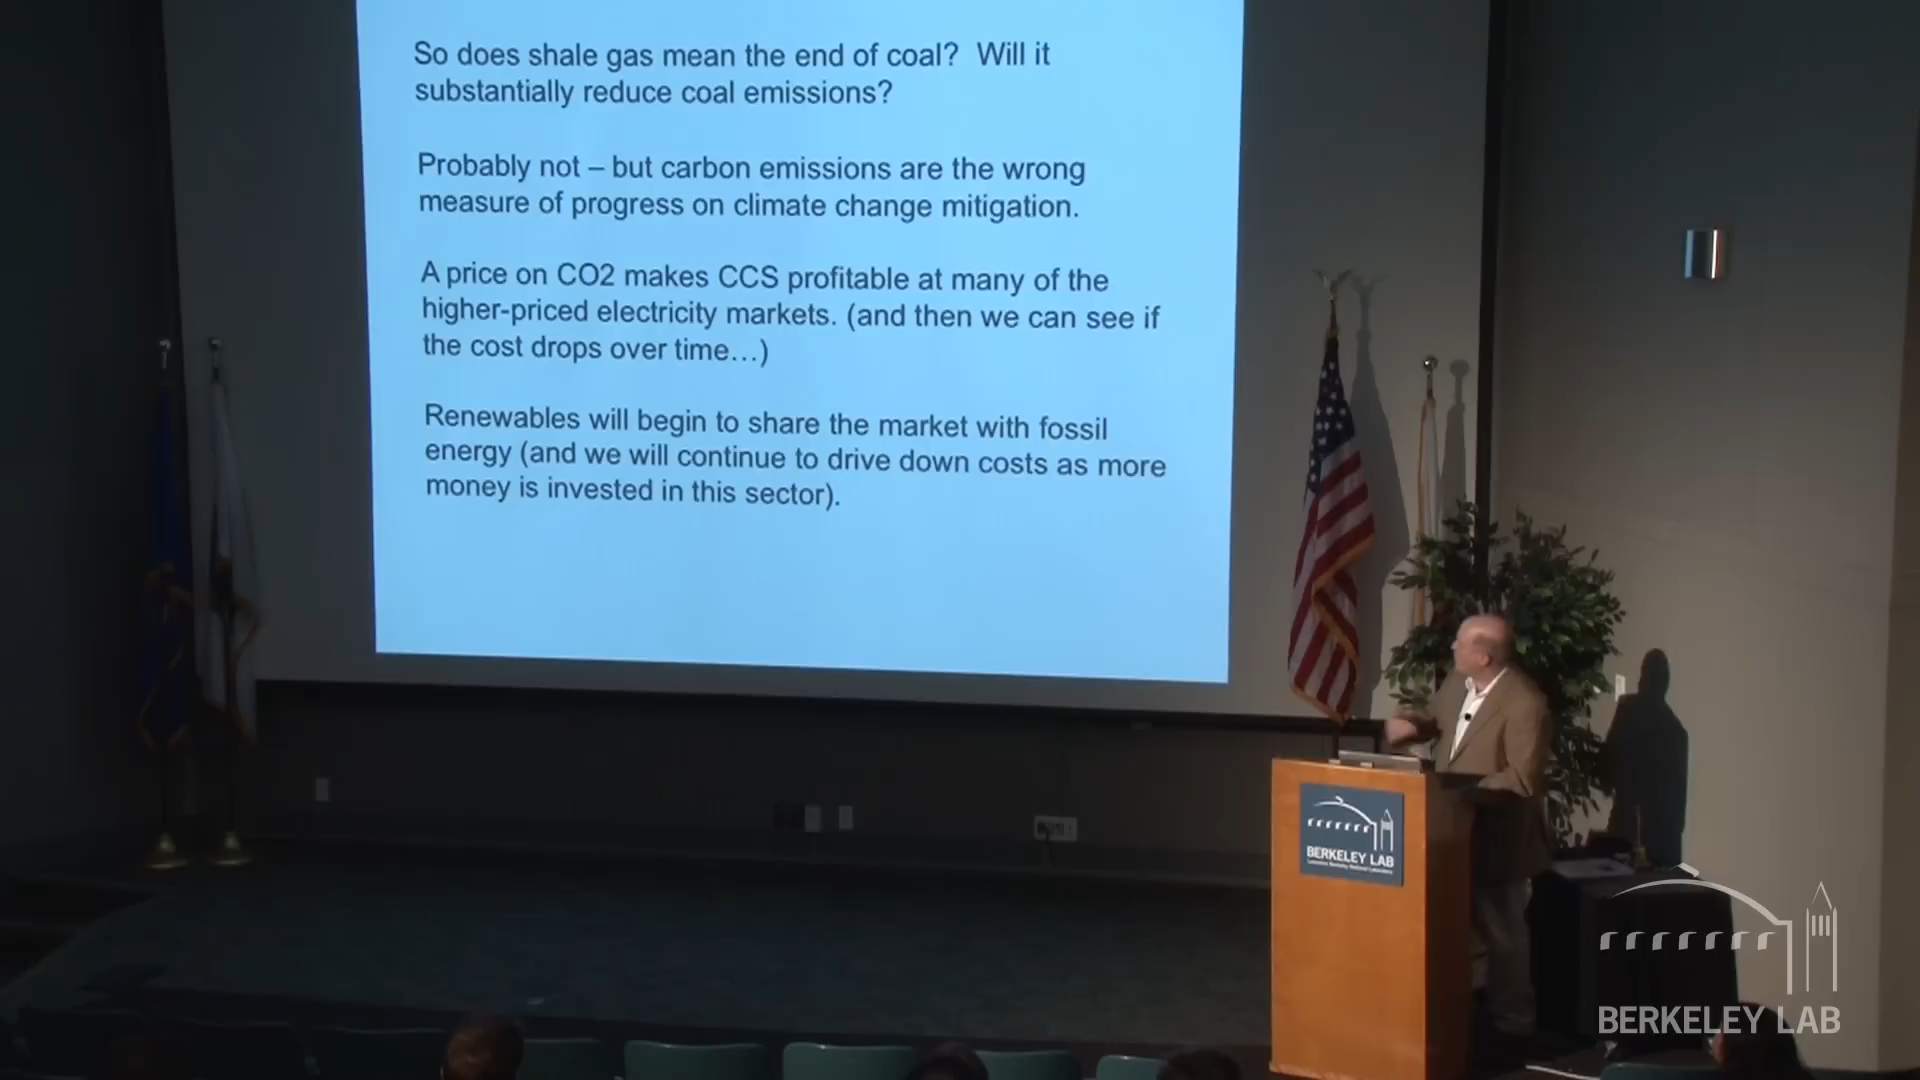 So does shale gas mean the end of coal?  Will it
substantially reduce coal emissions?
Probably not – but carbon emissions are the wrong
measure of progress on climate change mitigation.
A price on CO2 makes CCS profitable at many of the
higher-priced electricity markets. (and then we can see if
the cost drops over time…)
Renewables will begin to share the market with fossil
energy (and we will continue to drive down costs as more
money is invested in this sector).
BERKELEY LAB
Lawrence Berkeley National Laboratory
BERKELEY LAB